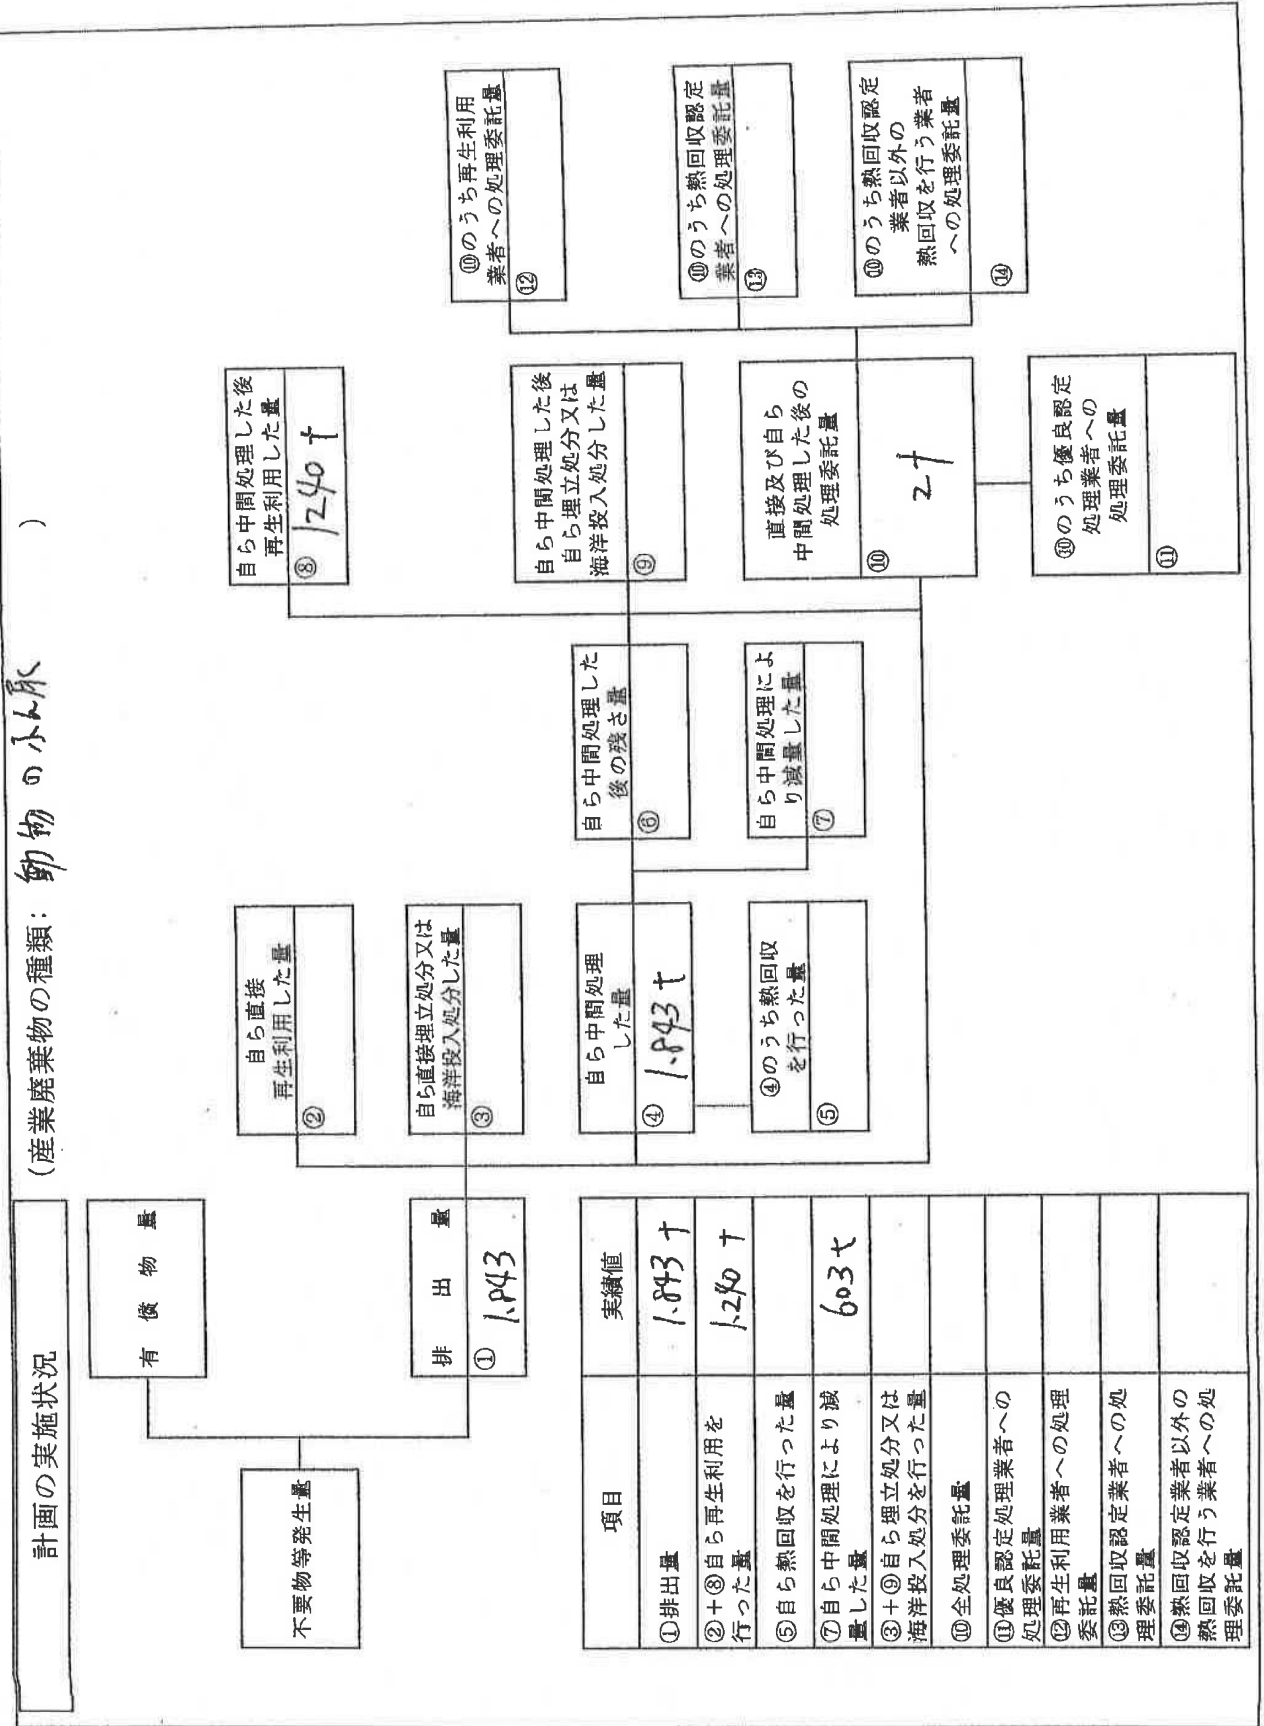 計画の実施状況
(産業廃棄物の種類: 動物のふん尿 )
不要物等発生量
有償物量
排出量
① 1.843
自ら直接
再生利用した量
②
自ら直接埋立処分又は
海洋投入処分した量
③
自ら中間処理
した量
④ 1.843 t
④のうち熱回収
を行った量
⑤
自ら中間処理した
後の残さ量
⑥
自ら中間処理によ
り減量した量
⑦
自ら中間処理した後
再生利用した量
⑧ 1240 t
自ら中間処理した後
自ら埋立処分又は
海洋投入処分した量
⑨
直接及び自ら
中間処理した後の
処理委託量
⑩
2t
⑩のうち優良認定
処理業者への
処理委託量
⑪
⑩のうち再生利用
業者への処理委託量
⑫
⑩のうち熱回収認定
業者への処理委託量
⑬
⑩のうち熱回収認定
業者以外の
熱回収を行う業者
への処理委託量
⑭
項目 実績値
①排出量 1.843 t
②+⑧自ら再生利用を
行った量 1.240 t
⑤自ら熱回収を行った量
⑦自ら中間処理により減
量した量 603 t
③+⑨自ら埋立処分又は
海洋投入処分を行った量
⑩全処理委託量
⑪優良認定処理業者への
処理委託量
⑫再生利用業者への処理
委託量
⑬熱回収認定業者への処
理委託量
⑭熱回収認定業者以外の
熱回収を行う業者への処
理委託量